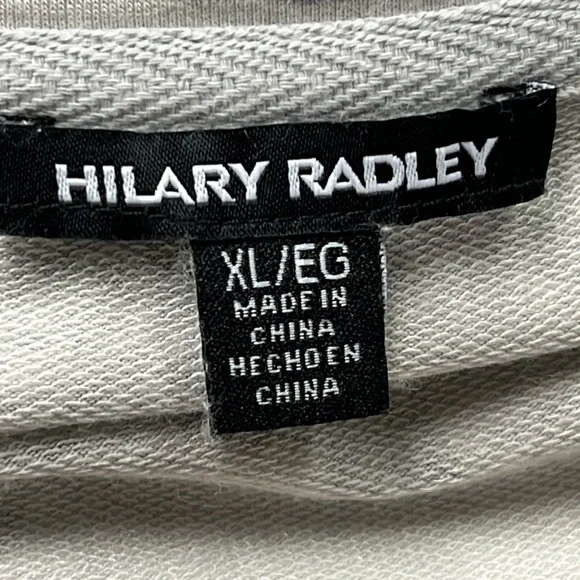 HILARY RADLEY
XL/EG
MADE IN
CHINA
HECHO EN
CHINA